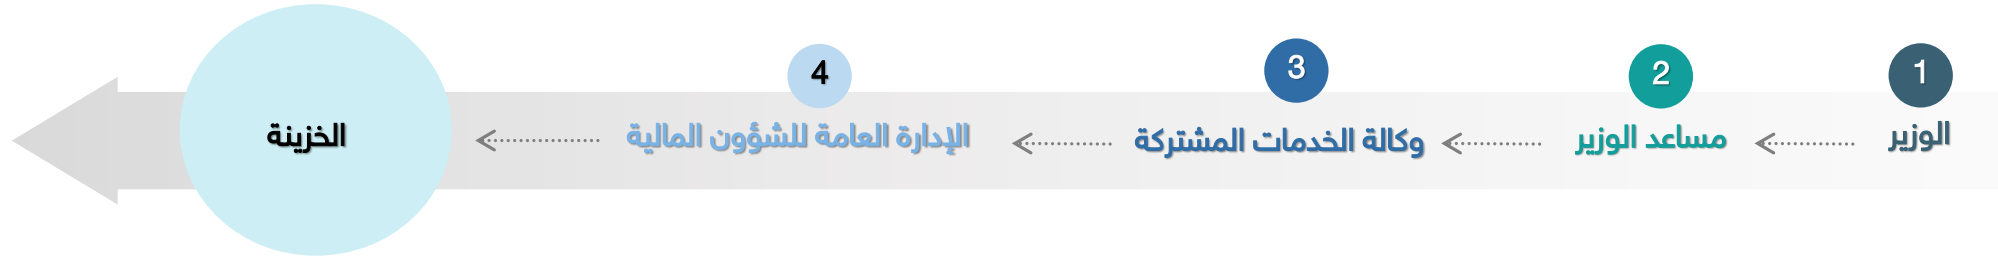 1
الوزير
2
مساعد الوزير
3
وكالة الخدمات المشتركة
4
الإدارة العامة للشؤون المالية
الخزينة